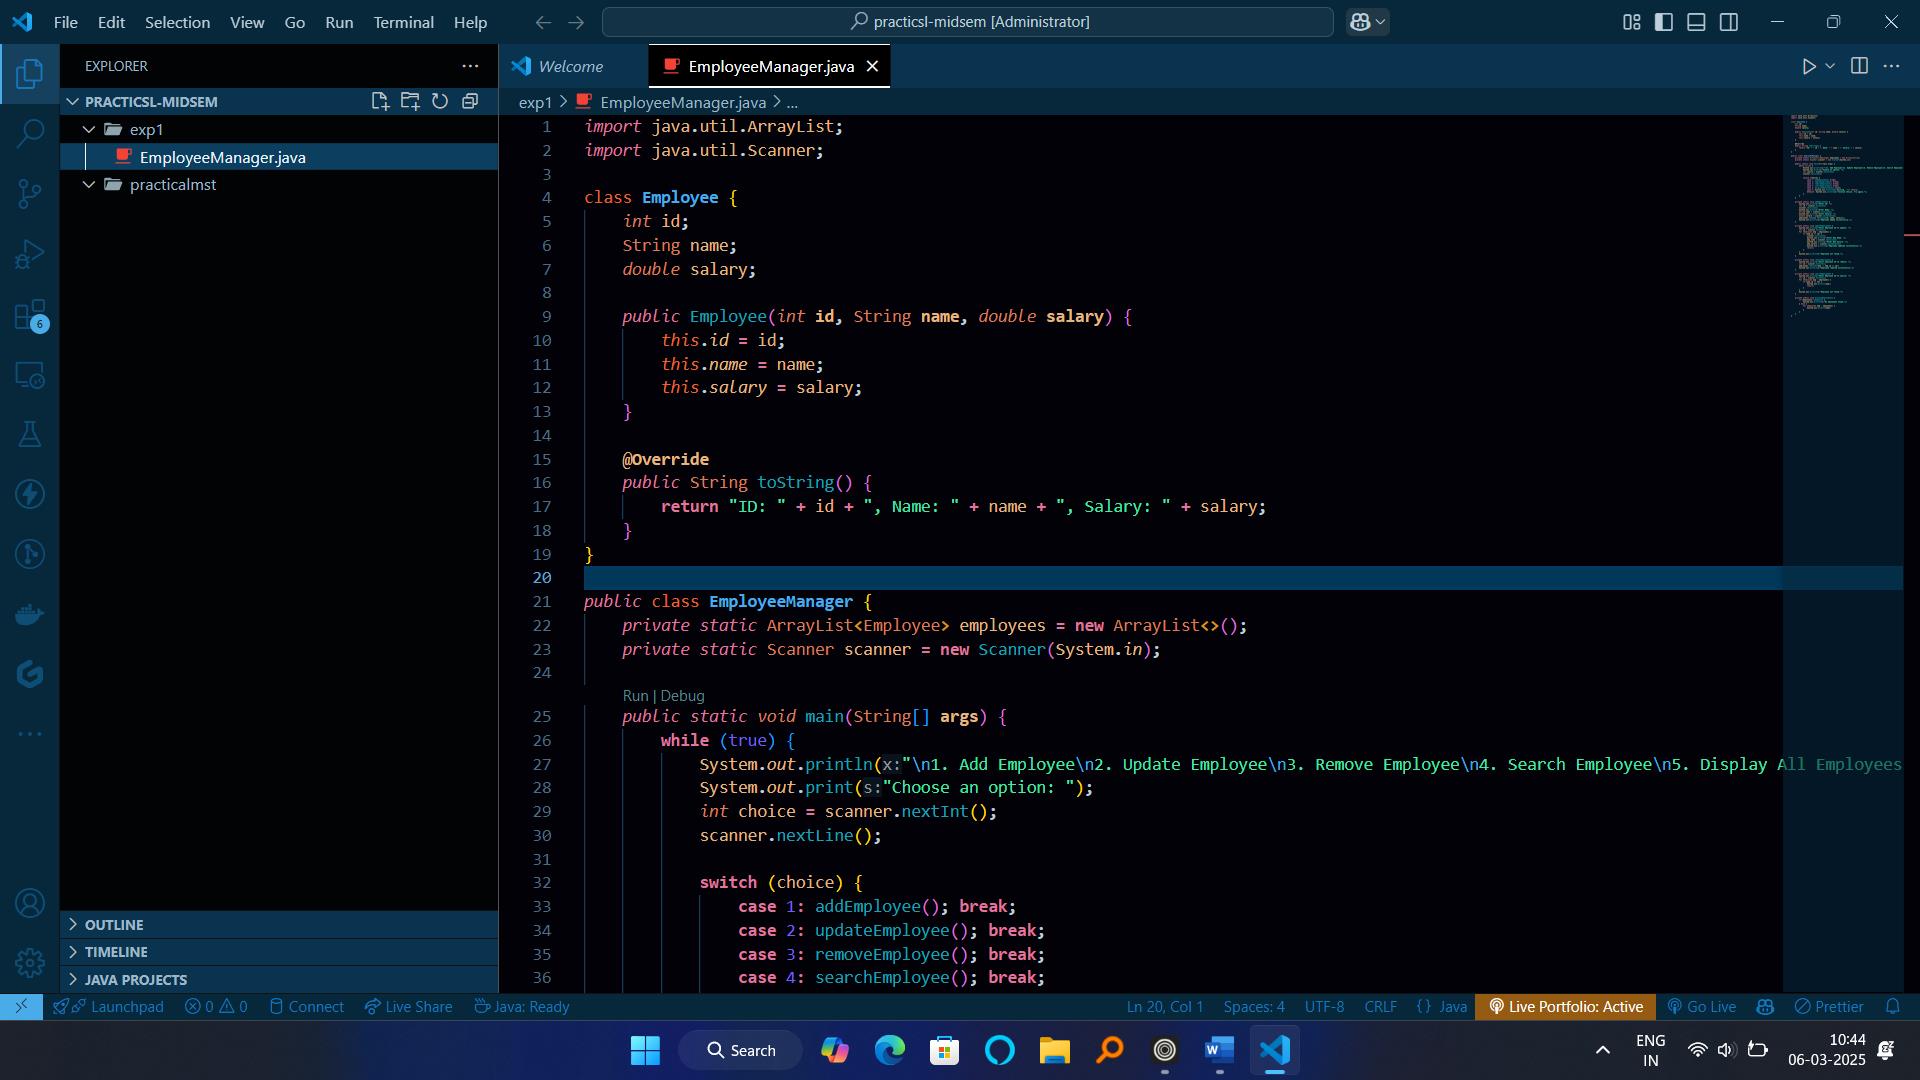 File Edit Selection View Go Run Terminal Help
practicsl-midsem [Administrator]
EXPLORER
PRACTICSL-MIDSEM
exp1
EmployeeManager.java
practicalmst
6
OUTLINE
TIMELINE
JAVA PROJECTS
Welcome
EmployeeManager.java
exp1 > EmployeeManager.java > ...
1 import java.util.ArrayList;
2 import java.util.Scanner;
3
4 class Employee {
5 int id;
6 String name;
7 double salary;
8
9 public Employee(int id, String name, double salary) {
10 this.id = id;
11 this.name = name;
12 this.salary = salary;
13 }
14
15 @Override
16 public String toString() {
17 return "ID: " + id + ", Name: " + name + ", Salary: " + salary;
18 }
19 }
20
21 public class EmployeeManager {
22 private static ArrayList<Employee> employees = new ArrayList<>();
23 private static Scanner scanner = new Scanner(System.in);
24
Run | Debug
25 public static void main(String[] args) {
26 while (true) {
27 System.out.println(x:"\n1. Add Employee\n2. Update Employee\n3. Remove Employee\n4. Search Employee\n5. Display All Employees
28 System.out.print(s:"Choose an option: ");
29 int choice = scanner.nextInt();
30 scanner.nextLine();
31
32 switch (choice) {
33 case 1: addEmployee(); break;
34 case 2: updateEmployee(); break;
35 case 3: removeEmployee(); break;
36 case 4: searchEmployee(); break;
Launchpad 0 0 Connect Live Share Java: Ready
Ln 20, Col 1 Spaces: 4 UTF-8 CRLF {} Java Live Portfolio: Active Go Live Prettier
Search
ENG
IN
10:44
06-03-2025